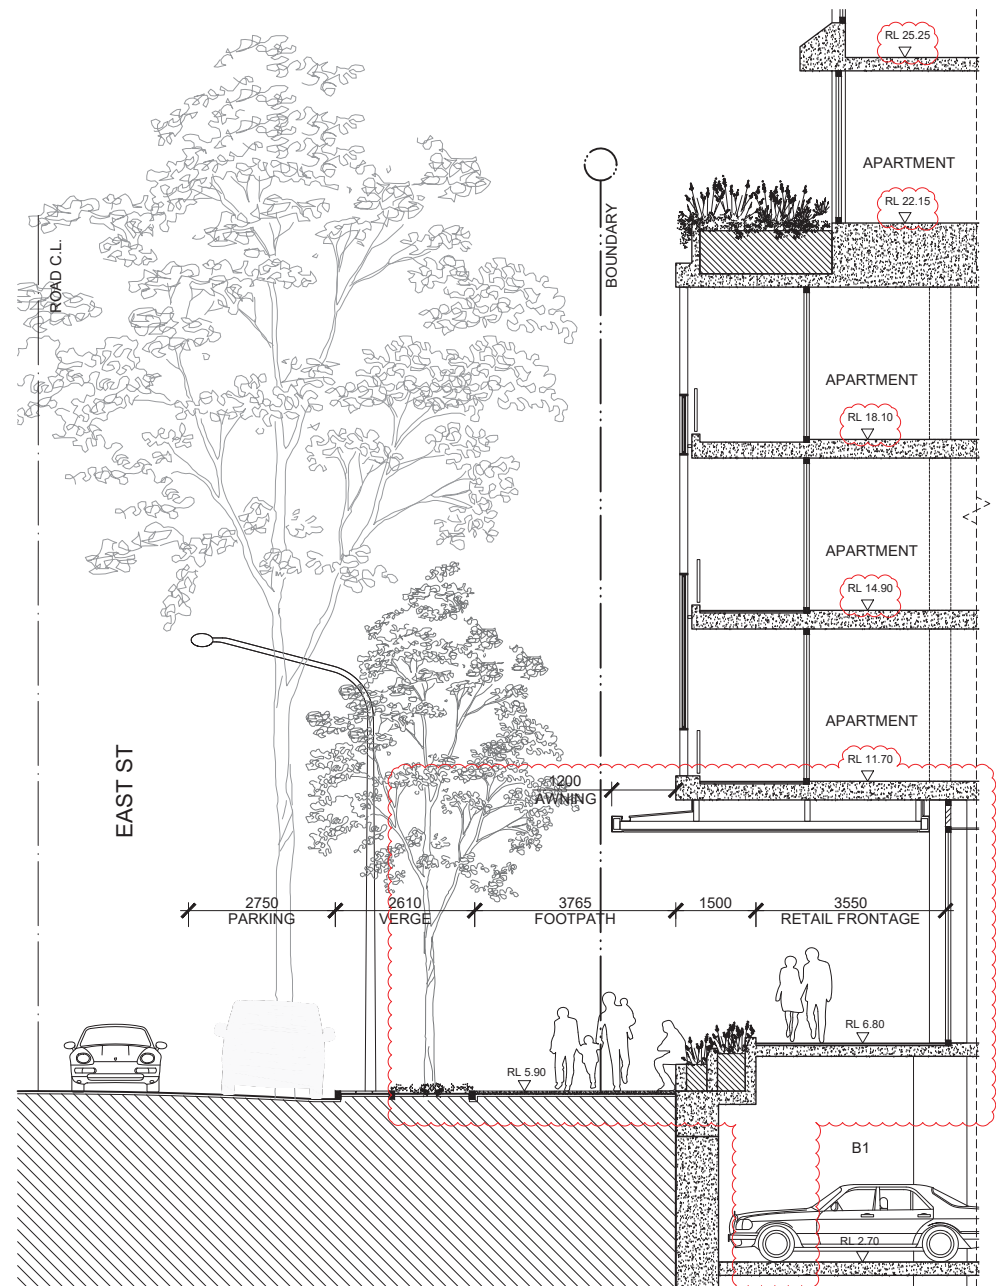 RL 25.25
APARTMENT
RL 22.15
ROAD C.L.
BOUNDARY
APARTMENT
RL 18.10
APARTMENT
RL 14.90
APARTMENT
RL 11.70
EAST ST
1200
AWNING
2750
PARKING
2610
VERGE
3765
FOOTPATH
1500
3550
RETAIL FRONTAGE
RL 6.80
RL 5.90
B1
RL 2.70